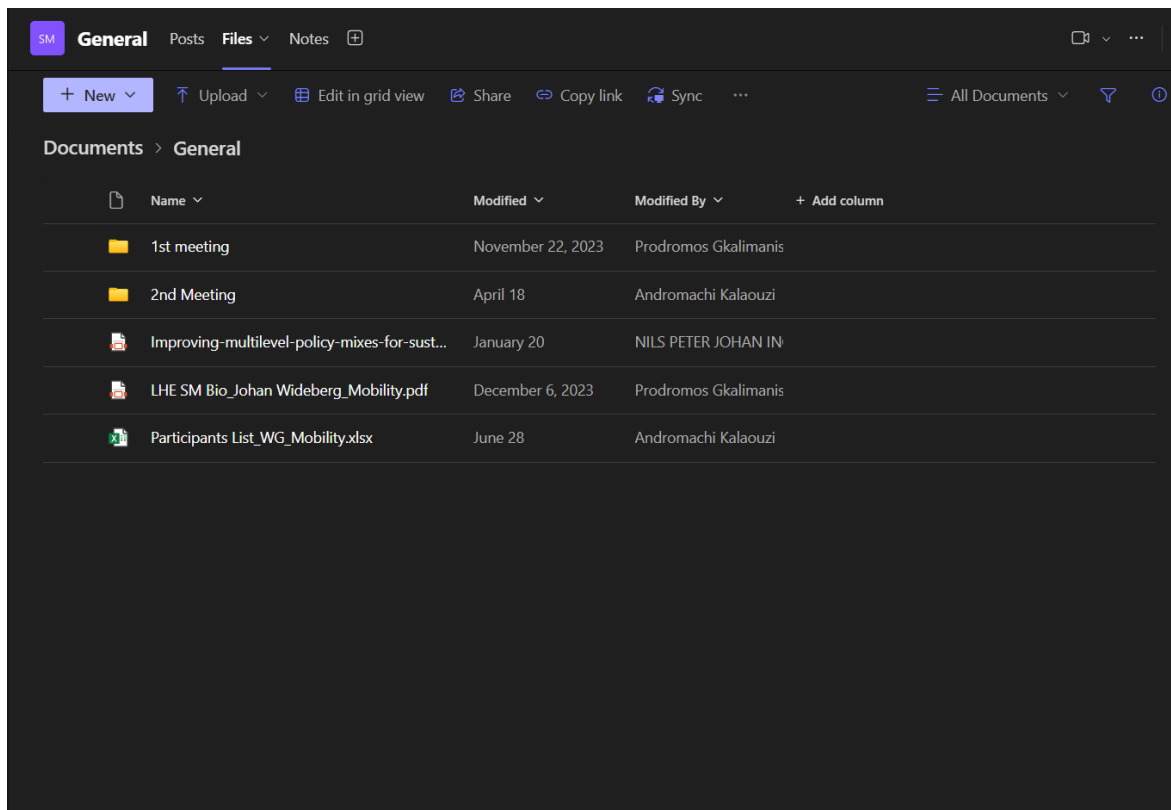 SM General Posts Files Notes
+ New Upload Edit in grid view Share Copy link Sync ... All Documents
Documents > General
Name Modified Modified By + Add column
1st meeting November 22, 2023 Prodromos Gkalimanis
2nd Meeting April 18 Andromachi Kalaouzi
Improving-multilevel-policy-mixes-for-sust... January 20 NILS PETER JOHAN IN
LHE SM Bio_Johan Wideberg_Mobility.pdf December 6, 2023 Prodromos Gkalimanis
Participants List_WG_Mobility.xlsx June 28 Andromachi Kalaouzi